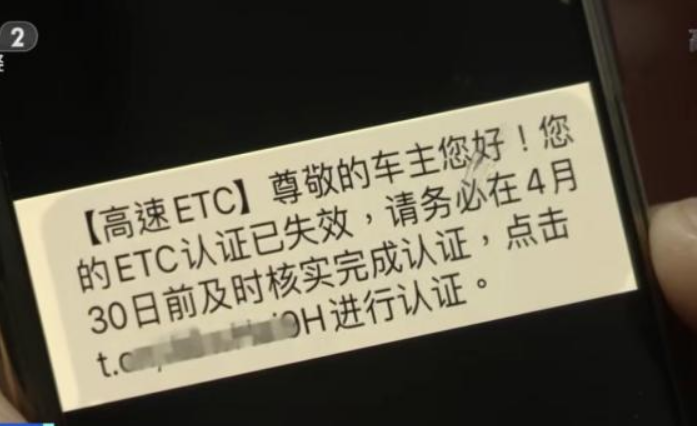 2
【高速ETC】尊敬的车主您好！您
的ETC认证已失效，请务必在4月
30日前及时核实完成认证，点击
9H进行认证。